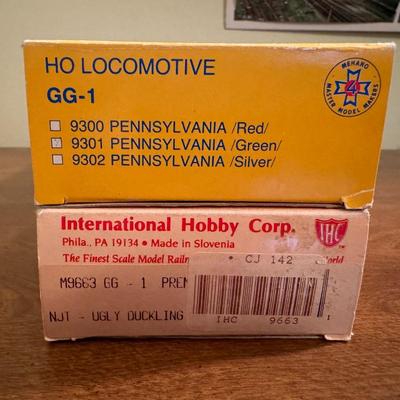 HO LOCOMOTIVE
GG-1
9300 PENNSYLVANIA /Red/
9301 PENNSYLVANIA /Green/
9302 PENNSYLVANIA /Silver/
MEHANO
4
MASTER MODEL MAKERS
International Hobby Corp.
IHC
Phila., PA 19134 • Made in Slovenia
The Finest Scale Model
* CJ 142
M9663 GG - 1
NJT - UGLY DUCKLING
IHC 9663